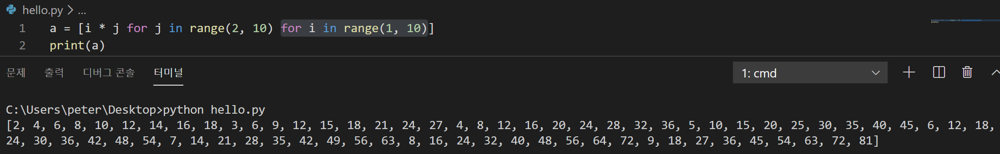 hello.py > ...
1 a = [i * j for j in range(2, 10) for i in range(1, 10)]
2 print(a)
문제 출력 디버그 콘솔 터미널 1: cmd
C:\Users\peter\Desktop>python hello.py
[2, 4, 6, 8, 10, 12, 14, 16, 18, 3, 6, 9, 12, 15, 18, 21, 24, 27, 4, 8, 12, 16, 20, 24, 28, 32, 36, 5, 10, 15, 20, 25, 30, 35, 40, 45, 6, 12, 18,
24, 30, 36, 42, 48, 54, 7, 14, 21, 28, 35, 42, 49, 56, 63, 8, 16, 24, 32, 40, 48, 56, 64, 72, 9, 18, 27, 36, 45, 54, 63, 72, 81]